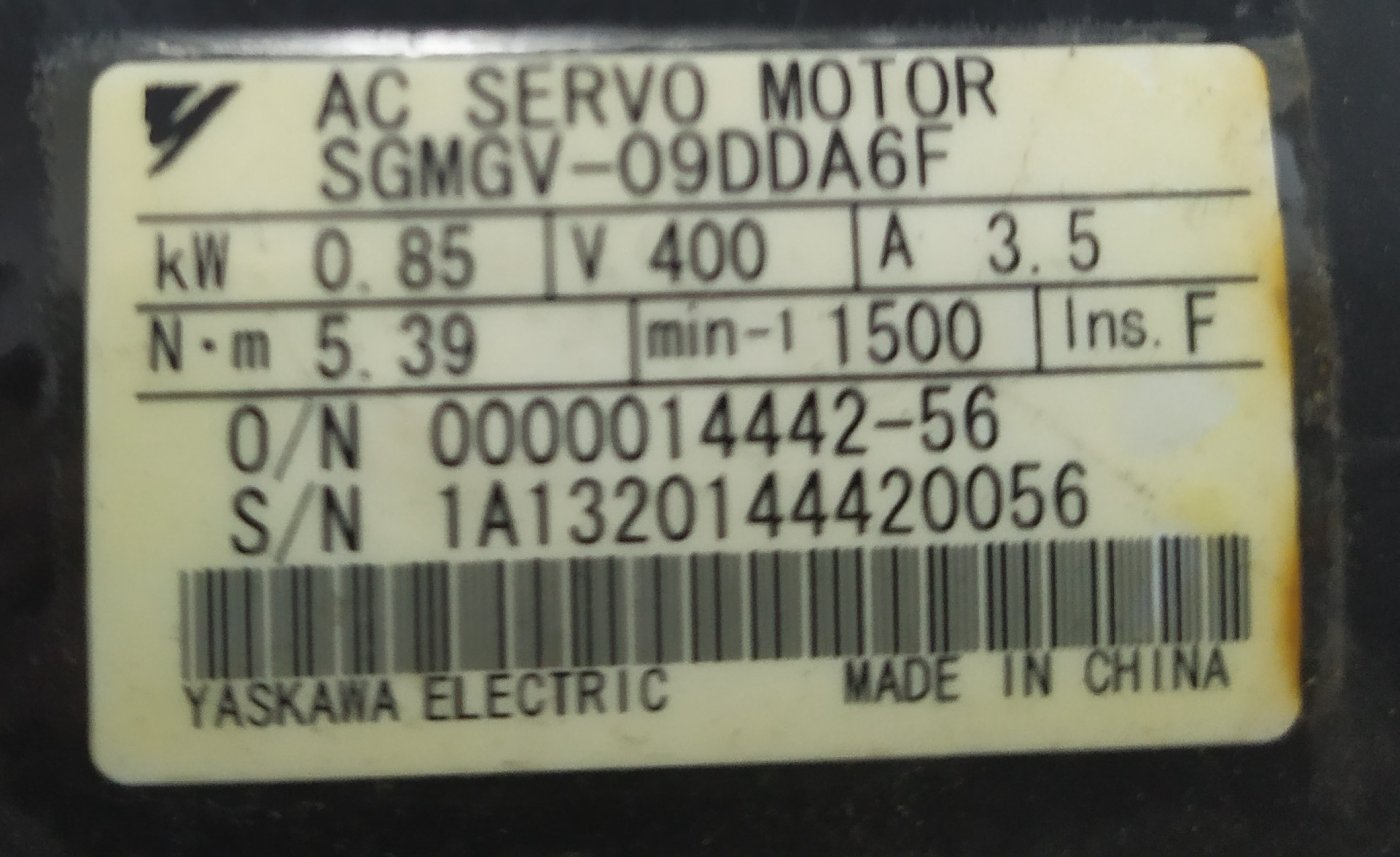 AC SERVO MOTOR
SGMGV-09DDA6F
kW 0.85 V 400 A 3.5
N·m 5.39 min-1 1500 Ins. F
O/N 0000014442-56
S/N 1A1320144420056
YASKAWA ELECTRIC MADE IN CHINA